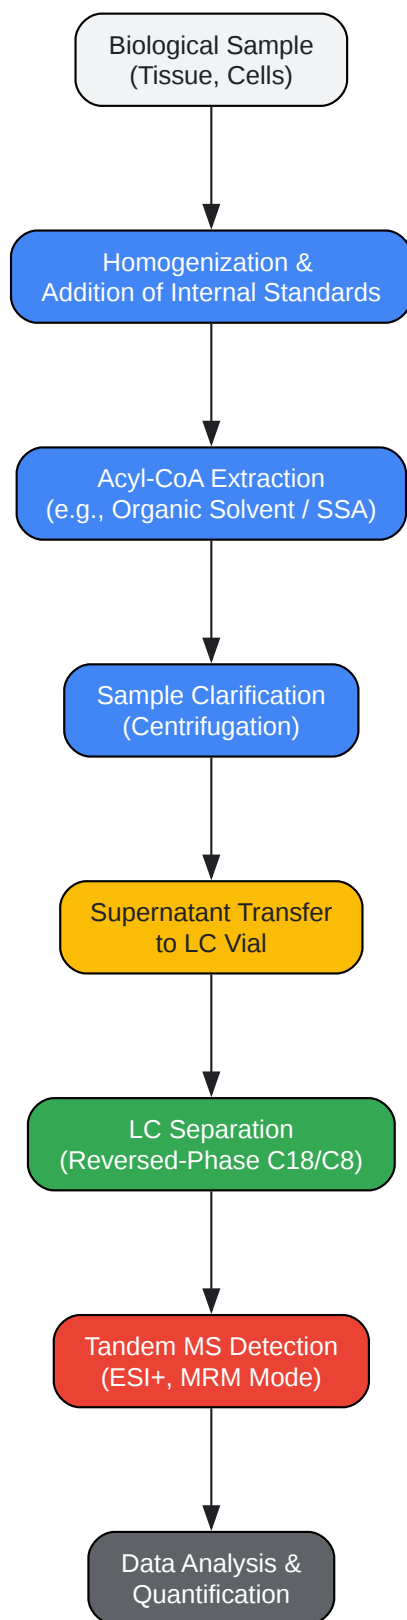 Biological Sample
(Tissue, Cells)
Homogenization &
Addition of Internal Standards
Acyl-CoA Extraction
(e.g., Organic Solvent / SSA)
Sample Clarification
(Centrifugation)
Supernatant Transfer
to LC Vial
LC Separation
(Reversed-Phase C18/C8)
Tandem MS Detection
(ESI+, MRM Mode)
Data Analysis &
Quantification